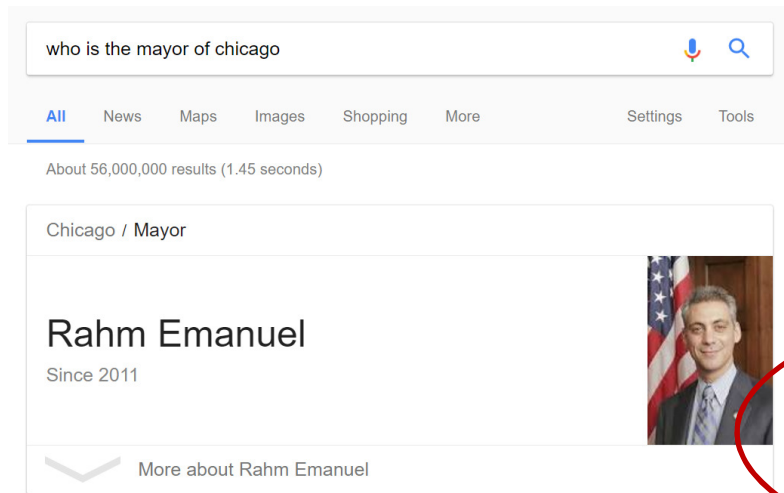 who is the mayor of chicago
All News Maps Images Shopping More Settings Tools
About 56,000,000 results (1.45 seconds)
Chicago / Mayor
Rahm Emanuel
Since 2011
More about Rahm Emanuel